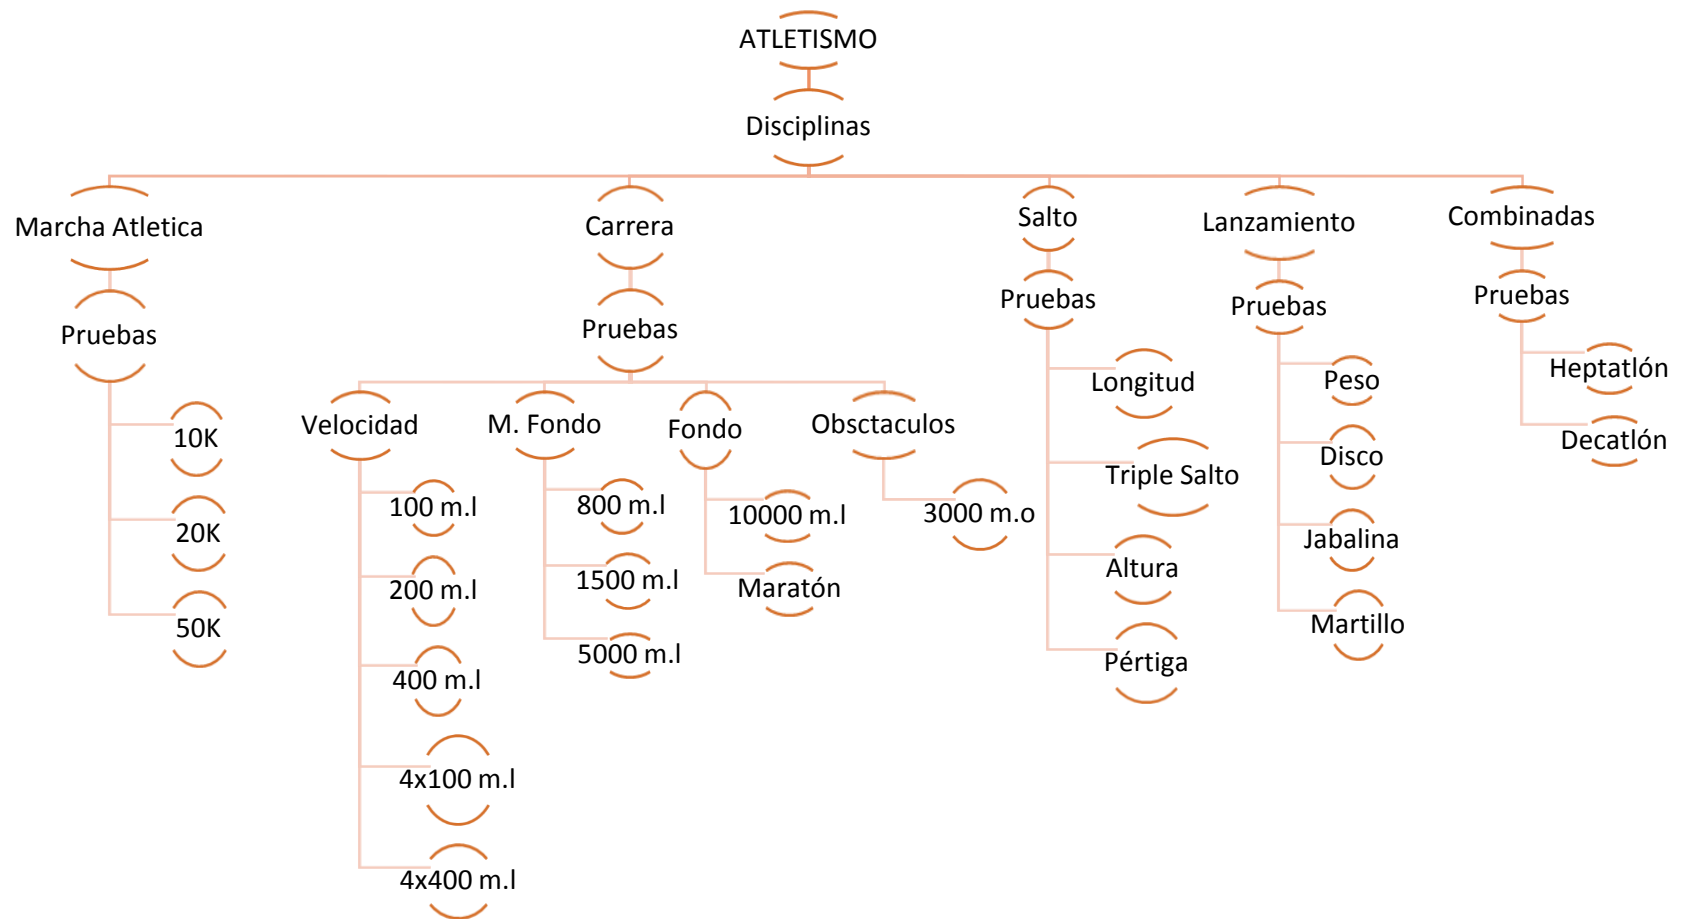 ATLETISMO
Disciplinas
Marcha Atletica
Pruebas
10K
20K
50K
Carrera
Pruebas
Velocidad
100 m.l
200 m.l
400 m.l
4x100 m.l
4x400 m.l
M. Fondo
800 m.l
1500 m.l
5000 m.l
Fondo
10000 m.l
Maratón
Obsctaculos
3000 m.o
Salto
Pruebas
Longitud
Triple Salto
Altura
Pértiga
Lanzamiento
Pruebas
Peso
Disco
Jabalina
Martillo
Combinadas
Pruebas
Heptatlón
Decatlón